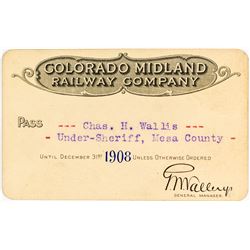 COLORADO MIDLAND
RAILWAY COMPANY
PASS
--- Chas. H. Wallis ---
- Under-Sheriff, Mesa County -
UNTIL DECEMBER 31ST 1908 UNLESS OTHERWISE ORDERED
GENERAL MANAGER